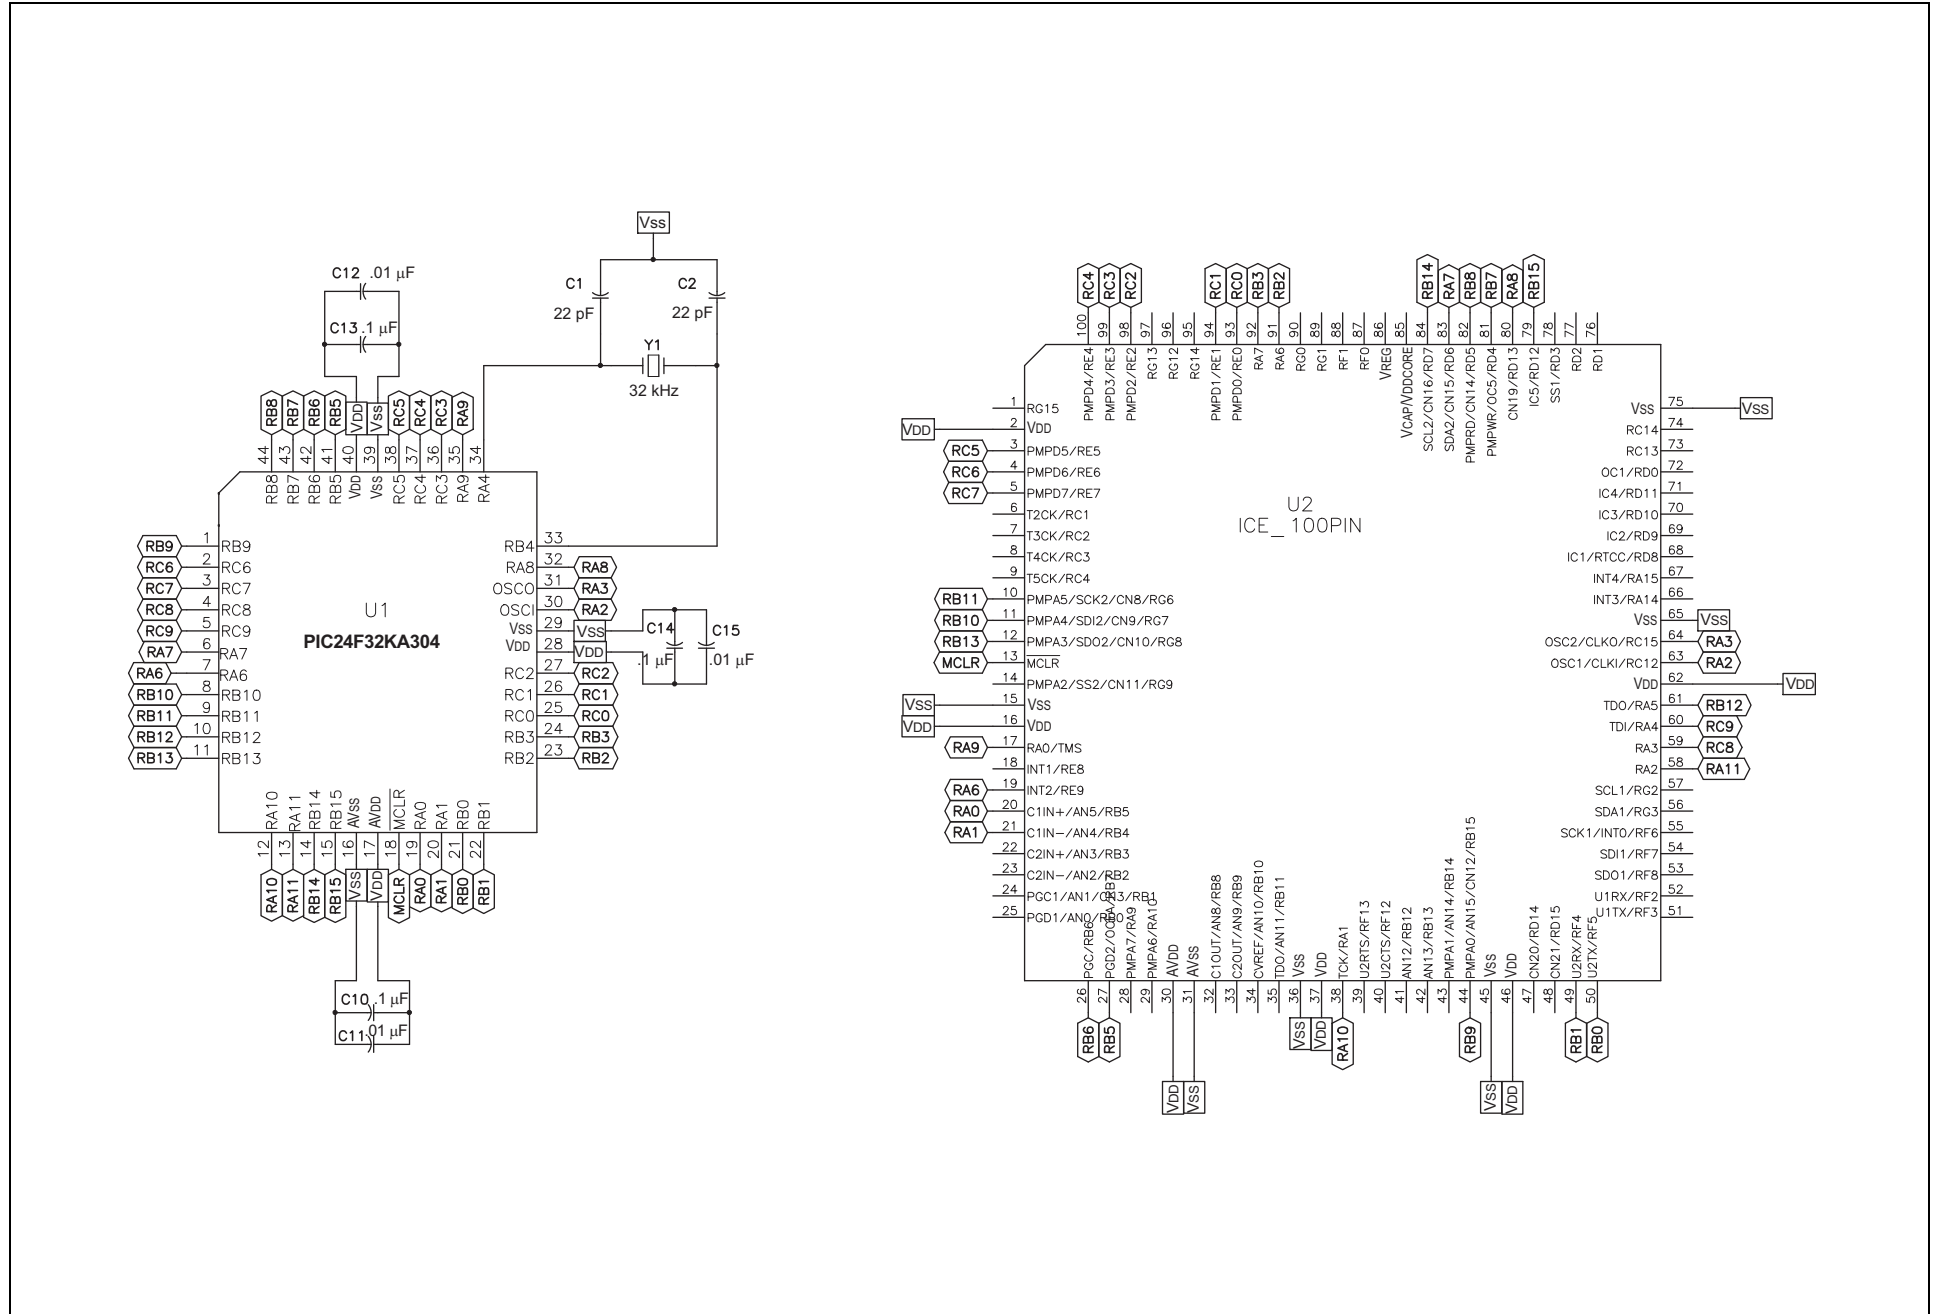 Vss
C12 .01 µF
C13 .1 µF
C1
22 pF
C2
22 pF
Y1
32 kHz
RB8
RB7
RB6
RB5
VDD
Vss
RC5
RC4
RC3
RA9
44
43
42
41
40
39
38
37
36
35
34
RB8
RB7
RB6
RB5
VDD
Vss
RC5
RC4
RC3
RA9
RA4
RB9 1 RB9
RC6 2 RC6
RC7 3 RC7
RC8 4 RC8
RC9 5 RC9
RA7 6 RA7
RA6 7 RA6
RB10 8 RB10
RB11 9 RB11
RB12 10 RB12
RB13 11 RB13
U1
PIC24F32KA304
RB4 33
RA8 32 RA8
OSCO 31 RA3
OSCI 30 RA2
Vss 29 Vss
VDD 28 VDD
RC2 27 RC2
RC1 26 RC1
RC0 25 RC0
RB3 24 RB3
RB2 23 RB2
C14
.1 µF
C15
.01 µF
RA10
RA11
RB14
RB15
AVss
AVDD
MCLR
RA0
RA1
RB0
RB1
12
13
14
15
16
17
18
19
20
21
22
RA10
RA11
RB14
RB15
Vss
VDD
MCLR
RA0
RA1
RB0
RB1
C10 .1 µF
C11 .01 µF
RC4
RC3
RC2
RC1
RC0
RB3
RB2
RB14
RA7
RB8
RB7
RA8
RB15
100
99
98
97
96
95
94
93
92
91
90
89
88
87
86
85
84
83
82
81
80
79
78
77
76
PMPD4/RE4
PMPD3/RE3
PMPD2/RE2
RG13
RG12
RG14
PMPD1/RE1
PMPD0/RE0
RA7
RA6
RG0
RG1
RF1
RF0
VREG
VCAP/VDDCORE
SCL2/CN16/RD7
SDA2/CN15/RD6
PMPRD/CN14/RD5
PMPWR/OC5/RD4
CN19/RD13
IC5/RD12
SS1/RD3
RD2
RD1
1 RG15
VDD 2 VDD
RC5 3 PMPD5/RE5
RC6 4 PMPD6/RE6
RC7 5 PMPD7/RE7
6 T2CK/RC1
7 T3CK/RC2
8 T4CK/RC3
9 T5CK/RC4
RB11 10 PMPA5/SCK2/CN8/RG6
RB10 11 PMPA4/SDI2/CN9/RG7
RB13 12 PMPA3/SDO2/CN10/RG8
MCLR 13 MCLR
14 PMPA2/SS2/CN11/RG9
Vss 15 Vss
VDD 16 VDD
RA9 17 RA0/TMS
18 INT1/RE8
RA6 19 INT2/RE9
RA0 20 C1IN+/AN5/RB5
RA1 21 C1IN-/AN4/RB4
22 C2IN+/AN3/RB3
23 C2IN-/AN2/RB2
24 PGC1/AN1/CN3/RB1
25 PGD1/AN0/RB0
U2
ICE_100PIN
Vss 75 Vss
RC14 74
RC13 73
OC1/RD0 72
IC4/RD11 71
IC3/RD10 70
IC2/RD9 69
IC1/RTCC/RD8 68
INT4/RA15 67
INT3/RA14 66
Vss 65 Vss
OSC2/CLKO/RC15 64 RA3
OSC1/CLKI/RC12 63 RA2
VDD 62 VDD
TDO/RA5 61 RB12
TDI/RA4 60 RC9
RA3 59 RC8
RA2 58 RA11
SCL1/RG2 57
SDA1/RG3 56
SCK1/INT0/RF6 55
SDI1/RF7 54
SDO1/RF8 53
U1RX/RF2 52
U1TX/RF3 51
PGC/RB6
PMPA7/RA9
PMPA6/RA10
AVDD
AVss
C1OUT/AN8/RB8
C2OUT/AN9/RB9
CVREF/AN10/RB10
TDO/AN11/RB11
Vss
VDD
TCK/RA1
U2RTS/RF13
U2CTS/RF12
AN12/RB12
AN13/RB13
PMPA1/AN14/RB14
PMPA0/AN15/CN12/RB15
Vss
VDD
CN20/RD14
CN21/RD15
U2RX/RF4
U2TX/RF5
26
27
28
29
30
31
32
33
34
35
36
37
38
39
40
41
42
43
44
45
46
47
48
49
50
RB6
RB5
Vss
VDD
RA10
RB9
RB1
RB0
VDD
Vss
Vss
VDD